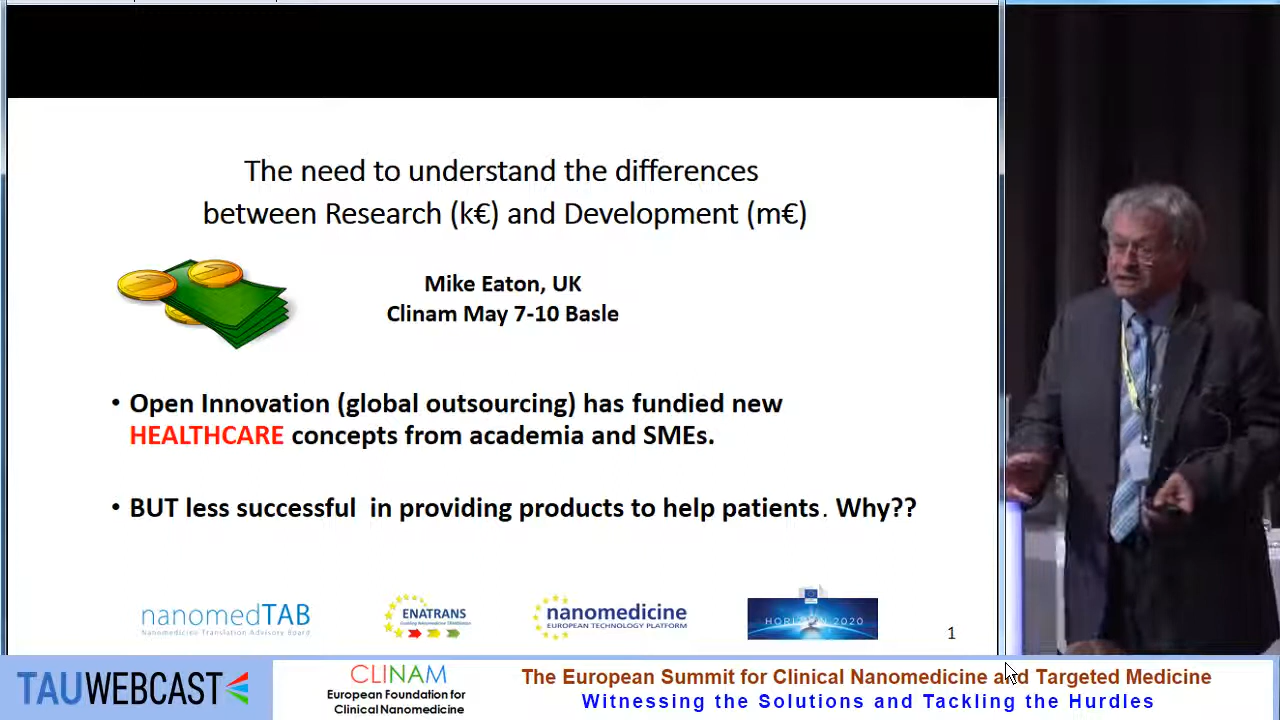 The need to understand the differences
between Research (k€) and Development (m€)
Mike Eaton, UK
Clinam May 7-10 Basle
• Open Innovation (global outsourcing) has fundied new
HEALTHCARE concepts from academia and SMEs.
• BUT less successful in providing products to help patients. Why??
nanomedTAB
Nanomedicine Translation Advisory Board
ENATRANS
nanomedicine
EUROPEAN TECHNOLOGY PLATFORM
HORIZON 2020
1
TAUWEBCAST
CLINAM
European Foundation for
Clinical Nanomedicine
The European Summit for Clinical Nanomedicine and Targeted Medicine
Witnessing the Solutions and Tackling the Hurdles